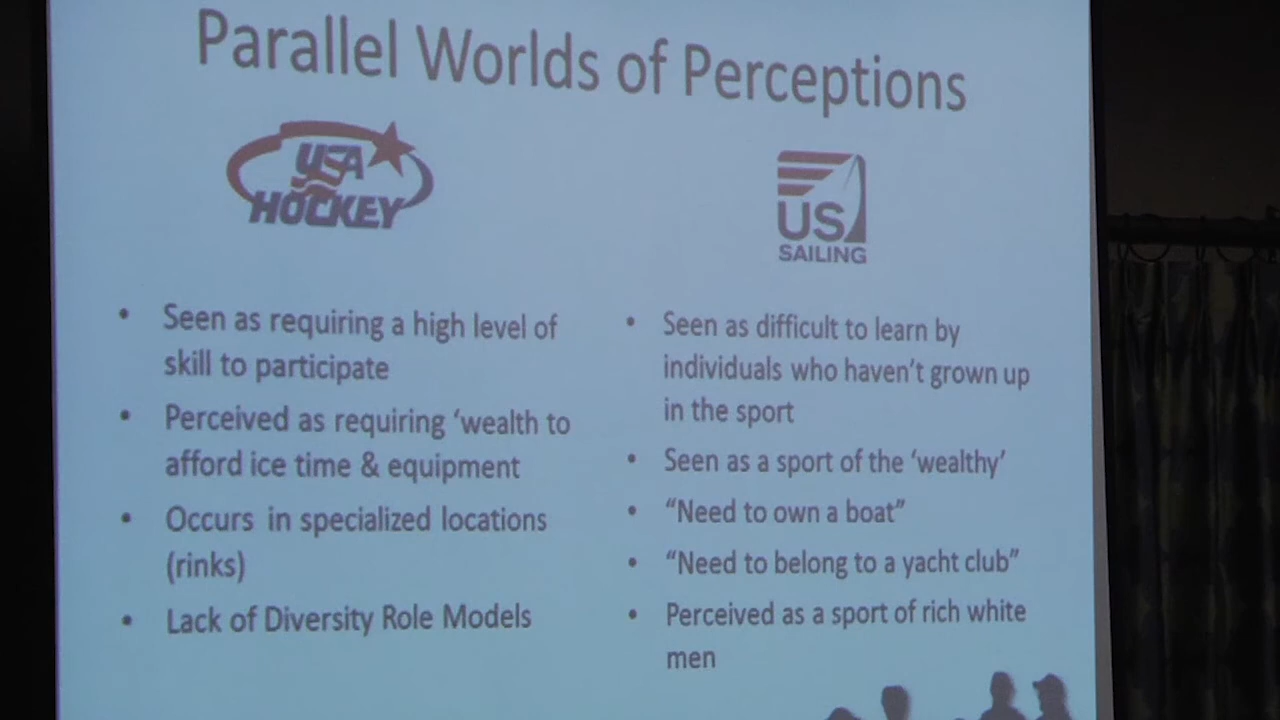 Parallel Worlds of Perceptions
USA
HOCKEY
US
SAILING
• Seen as requiring a high level of
skill to participate
• Perceived as requiring ‘wealth to
afford ice time & equipment
• Occurs in specialized locations
(rinks)
• Lack of Diversity Role Models
• Seen as difficult to learn by
individuals who haven’t grown up
in the sport
• Seen as a sport of the ‘wealthy’
• “Need to own a boat”
• “Need to belong to a yacht club”
• Perceived as a sport of rich white
men